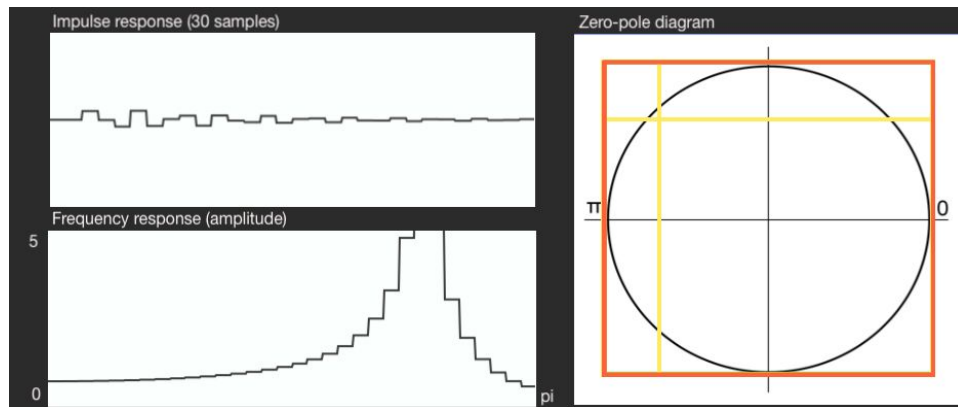 Impulse response (30 samples)
Zero-pole diagram
π
0
Frequency response (amplitude)
5
0
pi